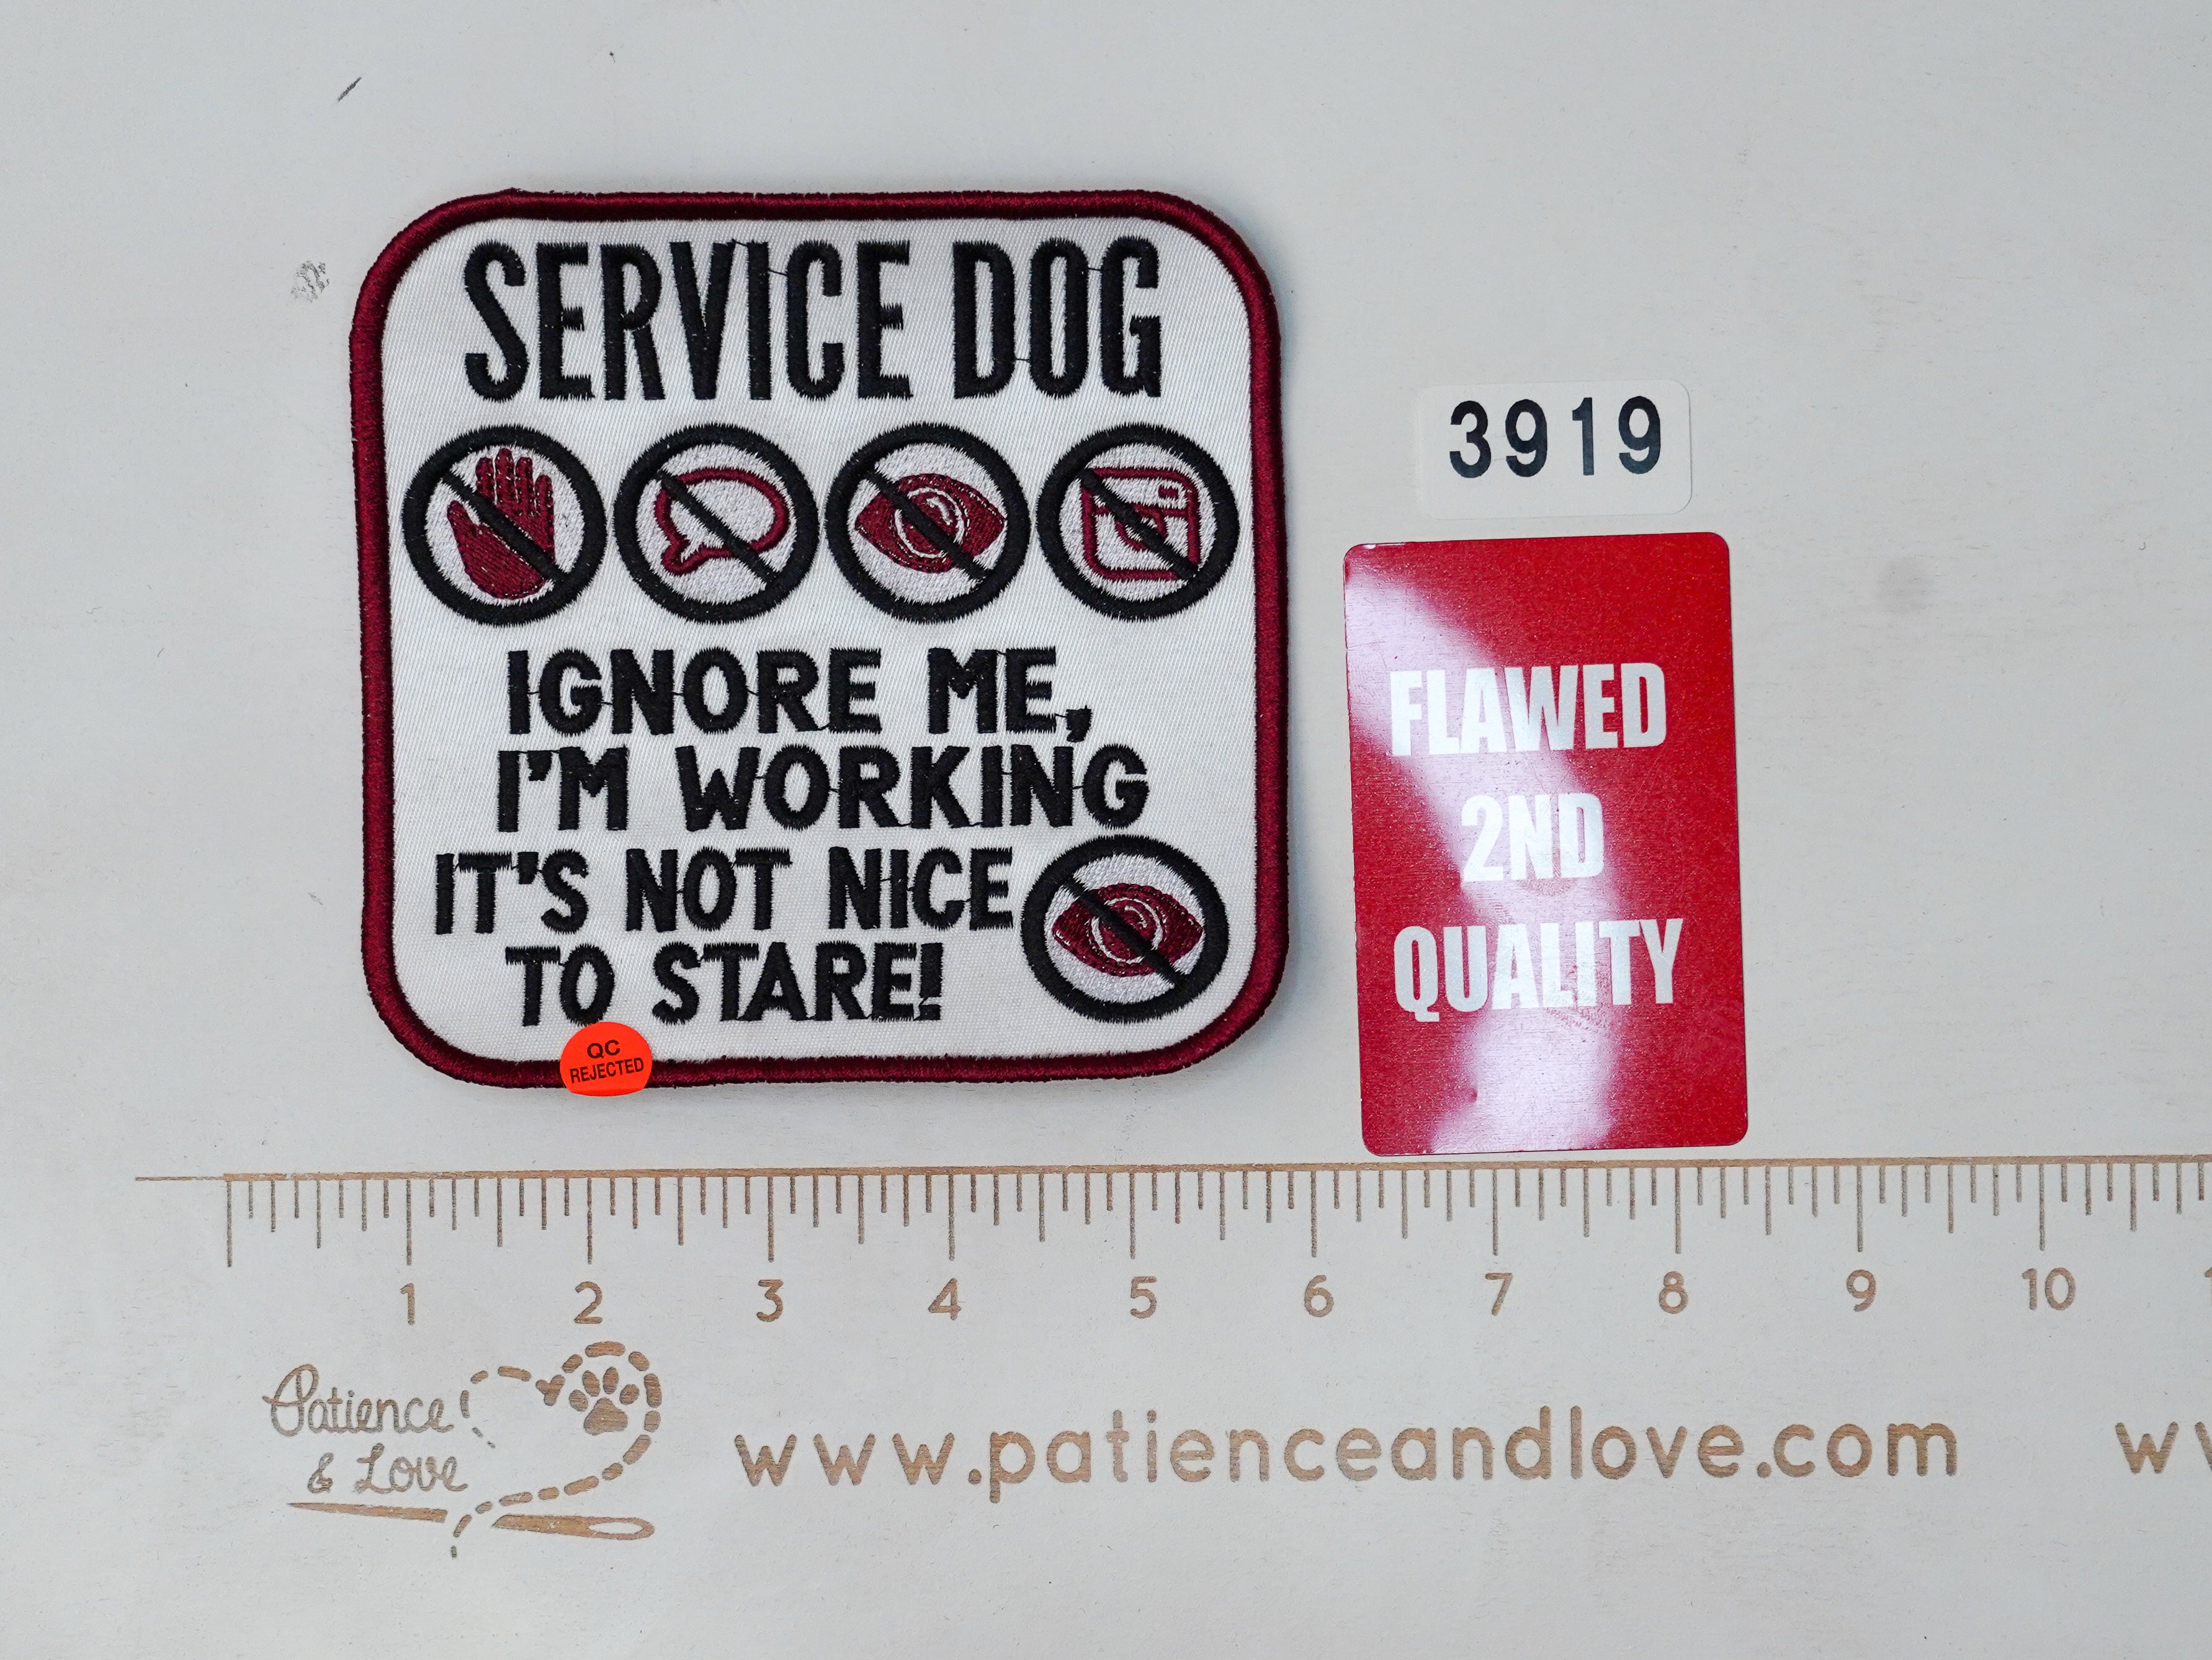 SERVICE DOG
IGNORE ME,
I'M WORKING
IT'S NOT NICE
TO STARE!
QC
REJECTED
3919
FLAWED
2ND
QUALITY
1 2 3 4 5 6 7 8 9 10
Patience
& Love
www.patienceandlove.com